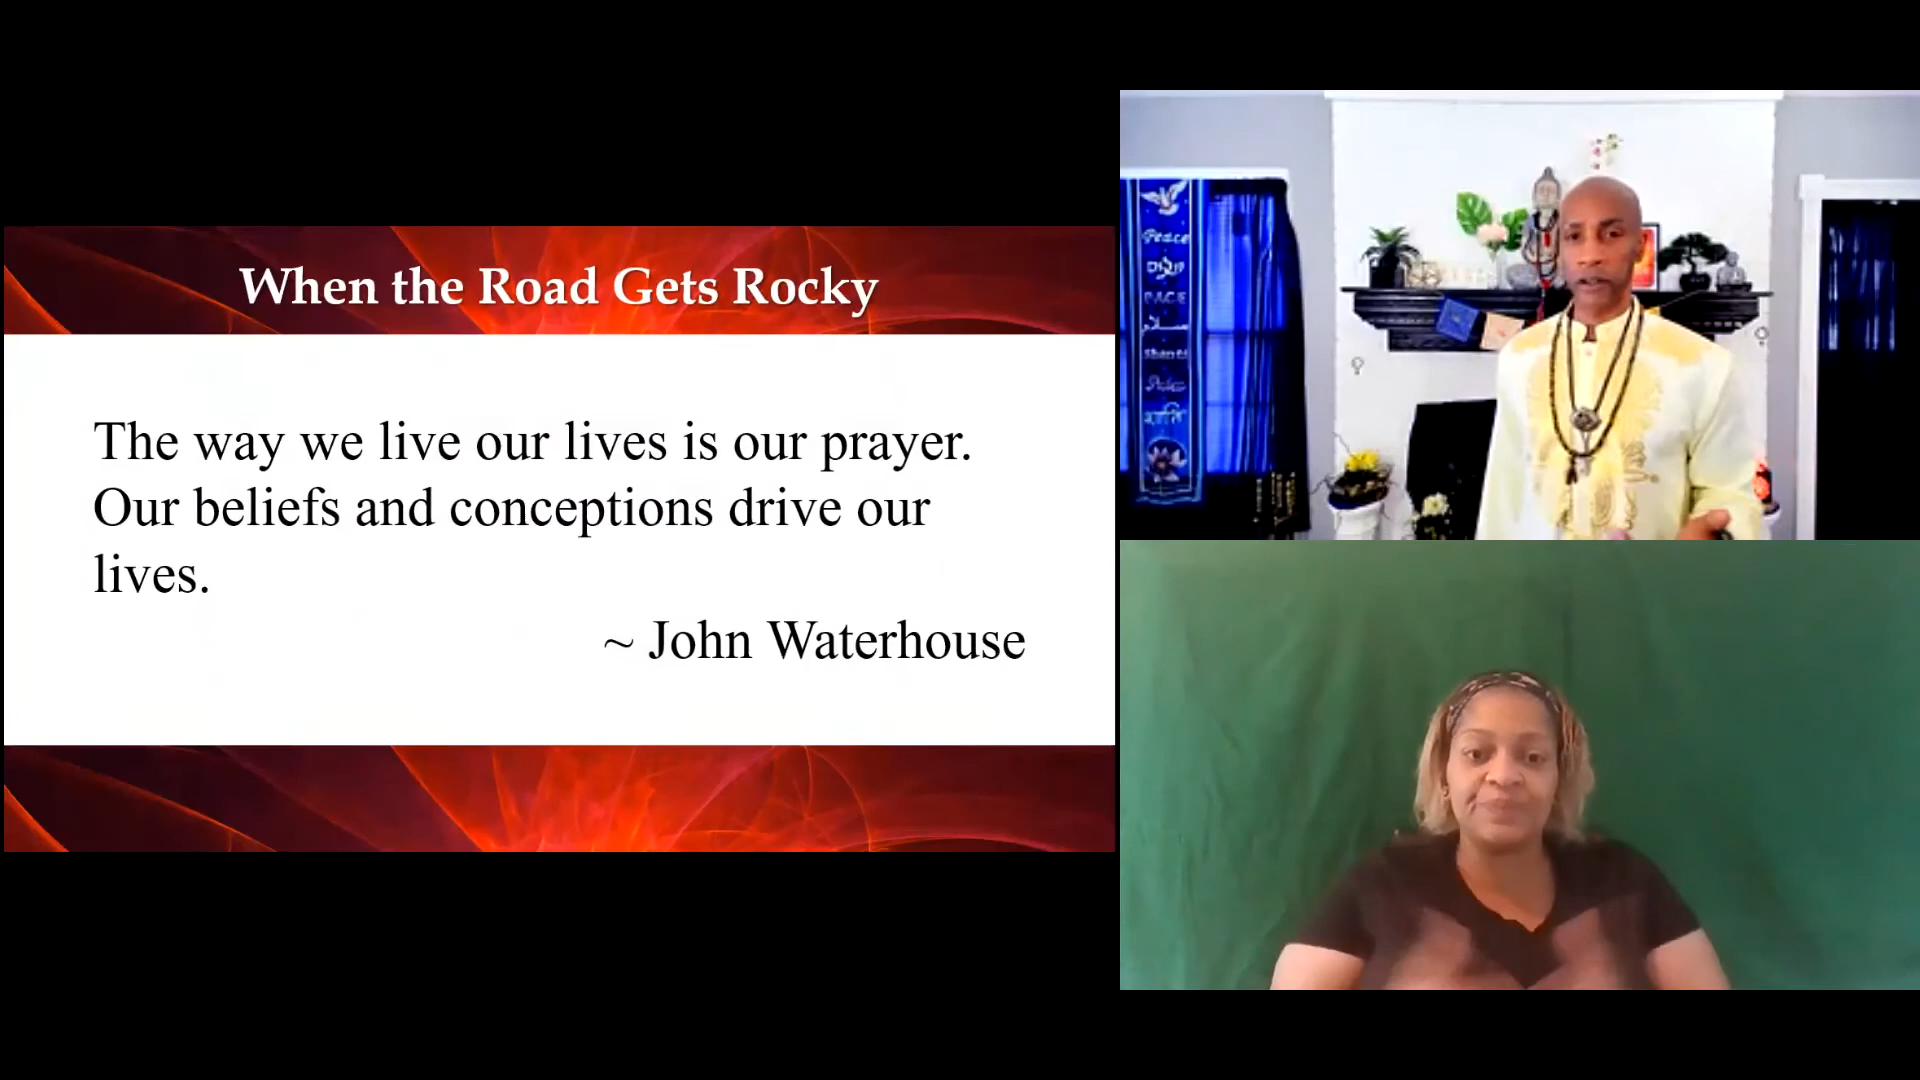 When the Road Gets Rocky
The way we live our lives is our prayer.
Our beliefs and conceptions drive our
lives.
~ John Waterhouse
Peace
PACE
Shanti